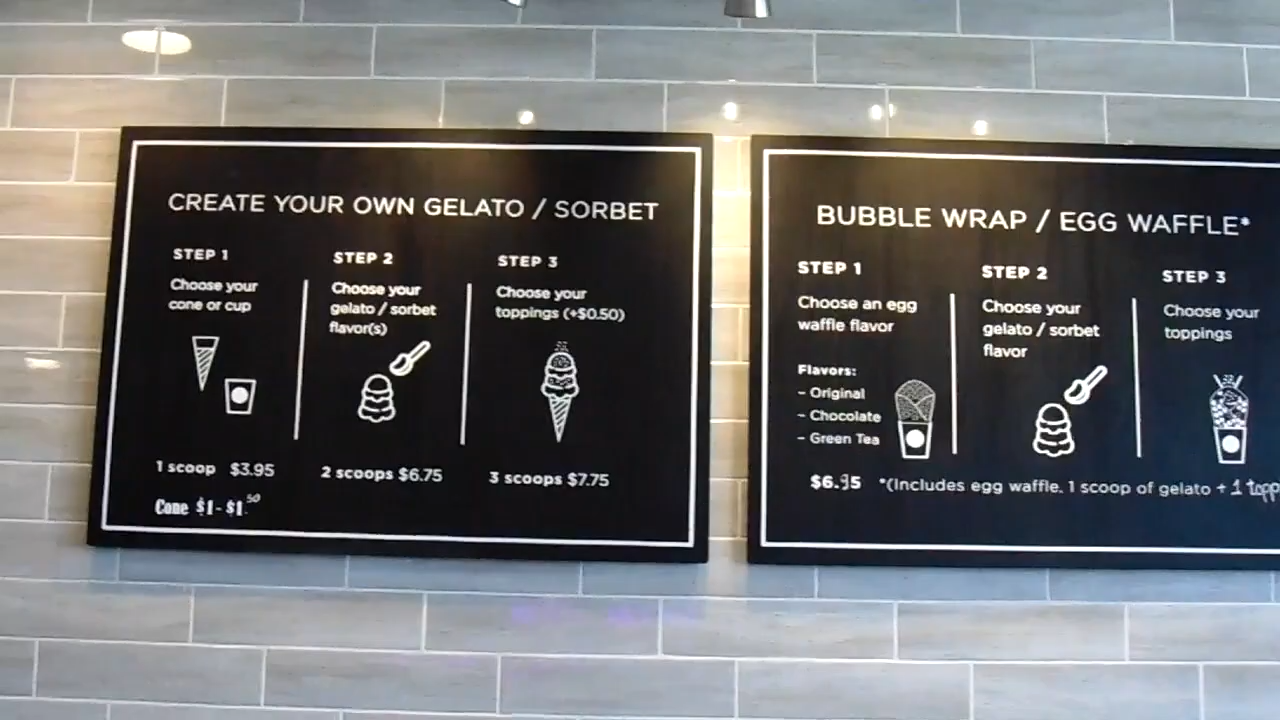 CREATE YOUR OWN GELATO / SORBET
STEP 1
Choose your
cone or cup
STEP 2
Choose your
gelato / sorbet
flavor(s)
STEP 3
Choose your
toppings (+$0.50)
1 scoop $3.95
2 scoops $6.75
3 scoops $7.75
Cone $1 - $1.50
BUBBLE WRAP / EGG WAFFLE*
STEP 1
Choose an egg
waffle flavor
Flavors:
- Original
- Chocolate
- Green Tea
STEP 2
Choose your
gelato / sorbet
flavor
STEP 3
Choose your
toppings
$6.95 *(Includes egg waffle, 1 scoop of gelato + 1 topp